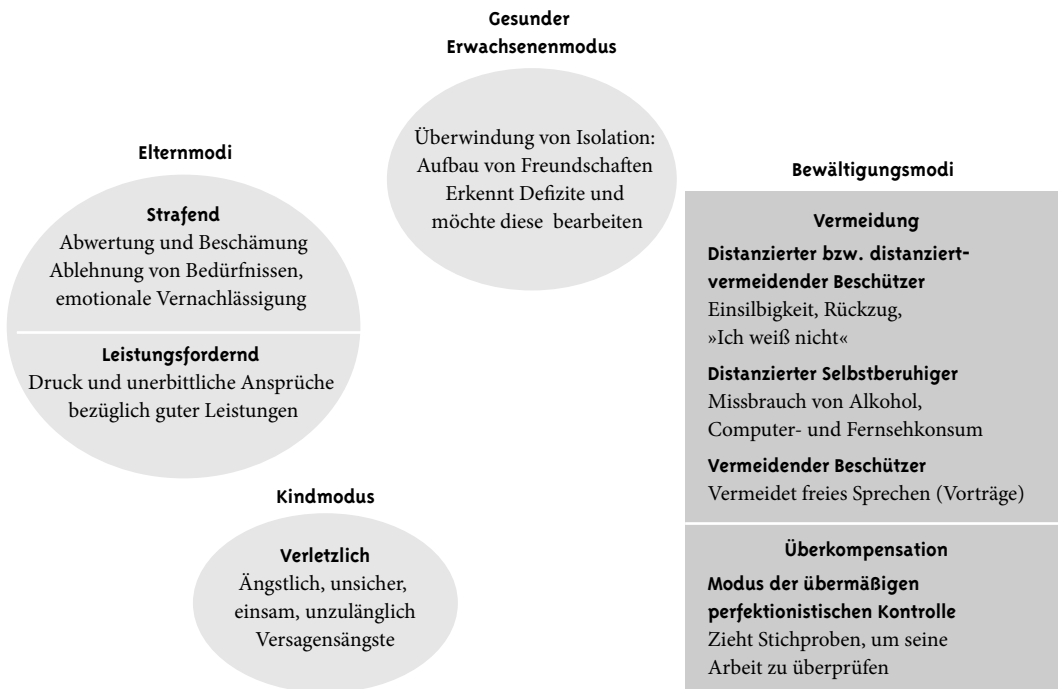 Gesunder
Erwachsenenmodus
Überwindung von Isolation:
Aufbau von Freundschaften
Erkennt Defizite und
möchte diese bearbeiten
Elternmodi
Strafend
Abwertung und Beschämung
Ablehnung von Bedürfnissen,
emotionale Vernachlässigung
Leistungsfordernd
Druck und unerbittliche Ansprüche
bezüglich guter Leistungen
Kindmodus
Verletzlich
Ängstlich, unsicher,
einsam, unzulänglich
Versagensängste
Bewältigungsmodi
Vermeidung
Distanzierter bzw. distanziert-
vermeidender Beschützer
Einsilbigkeit, Rückzug,
»Ich weiß nicht«
Distanzierter Selbstberuhiger
Missbrauch von Alkohol,
Computer- und Fernsehkonsum
Vermeidender Beschützer
Vermeidet freies Sprechen (Vorträge)
Überkompensation
Modus der übermäßigen
perfektionistischen Kontrolle
Zieht Stichproben, um seine
Arbeit zu überprüfen